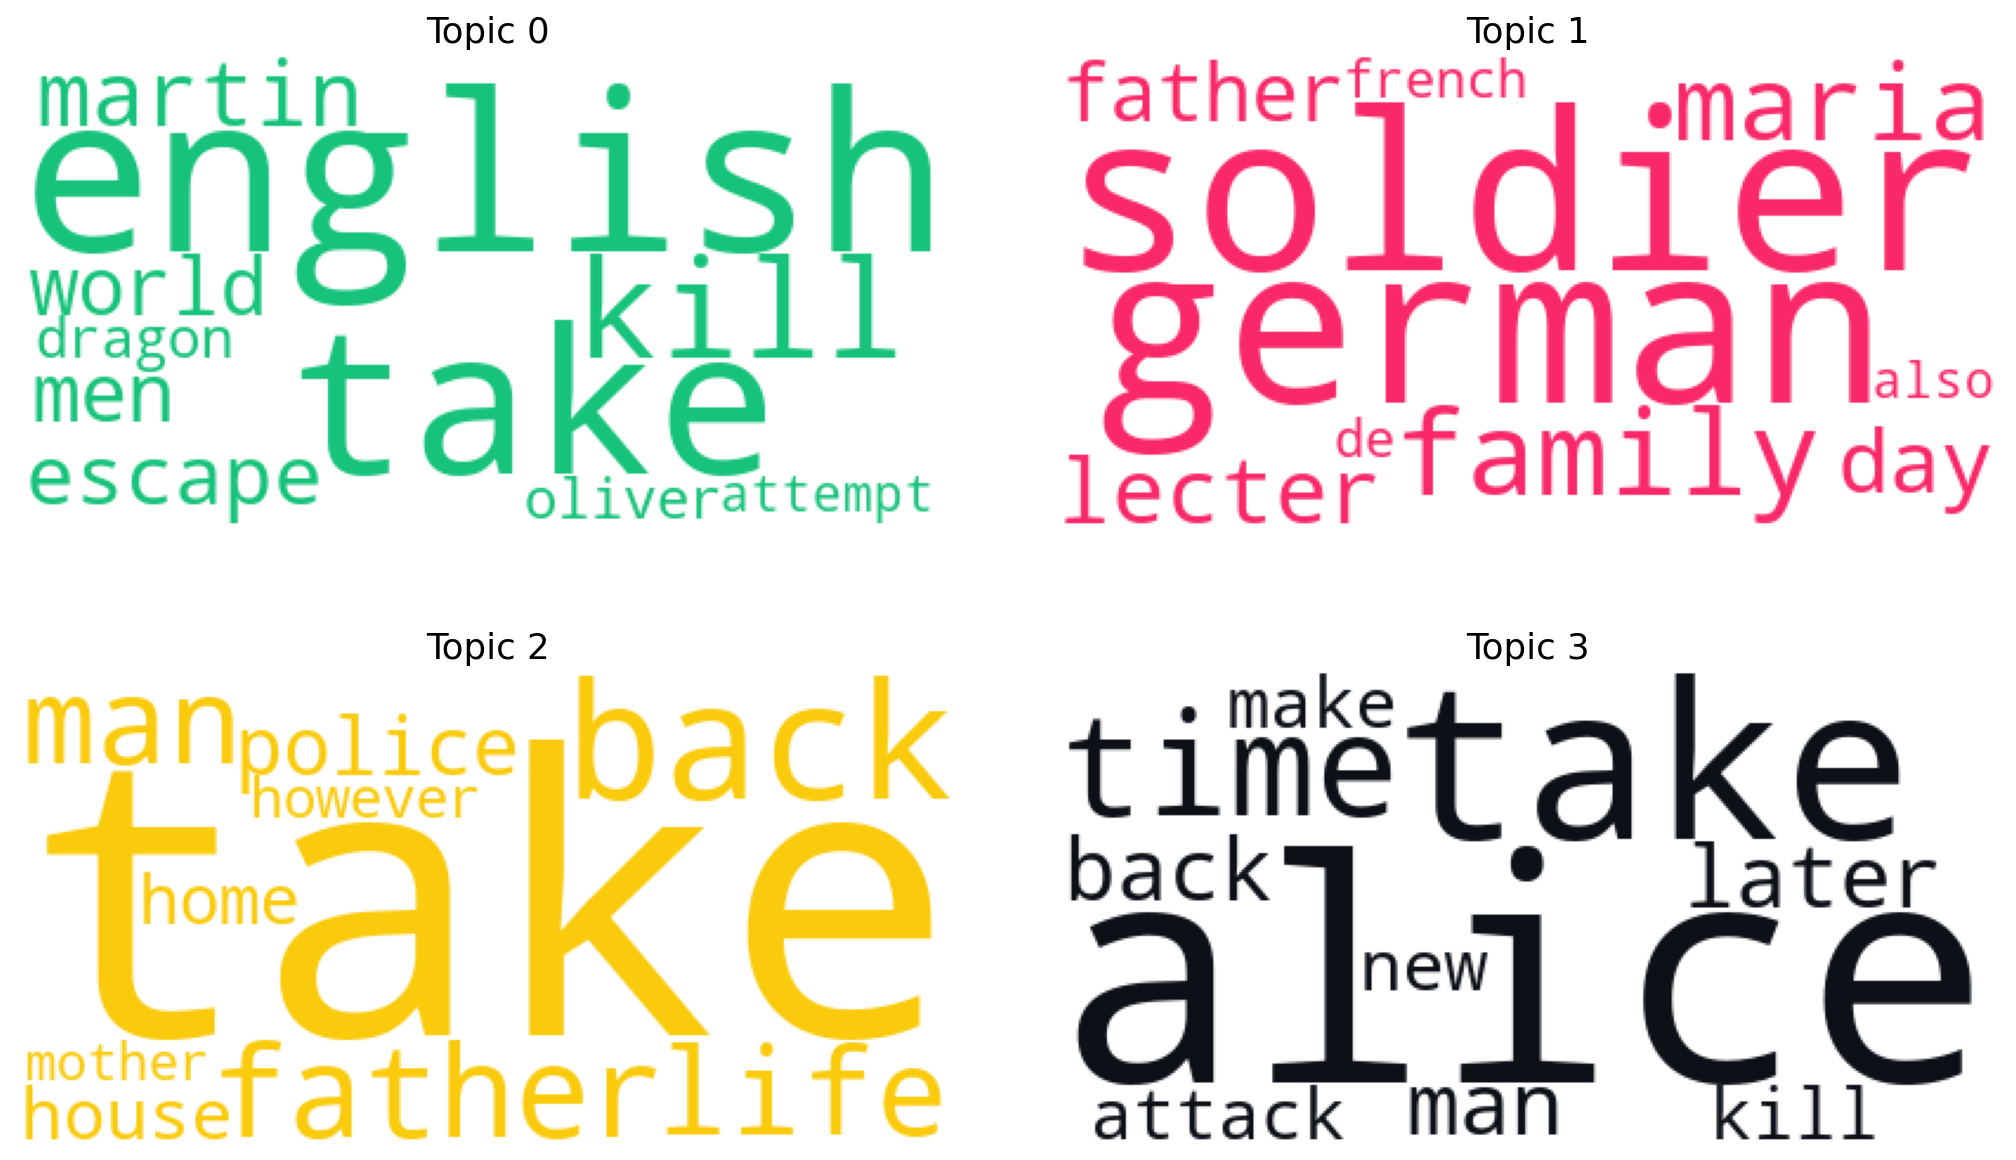 Topic 0
martin
english
world
kill
dragon
take
men
escape
oliver
attempt
Topic 1
father
french
maria
soldier
german
also
de
family
day
lecter
Topic 2
man
police
back
however
take
home
mother
father
life
house
Topic 3
make
time
take
back
later
alice
new
attack
man
kill